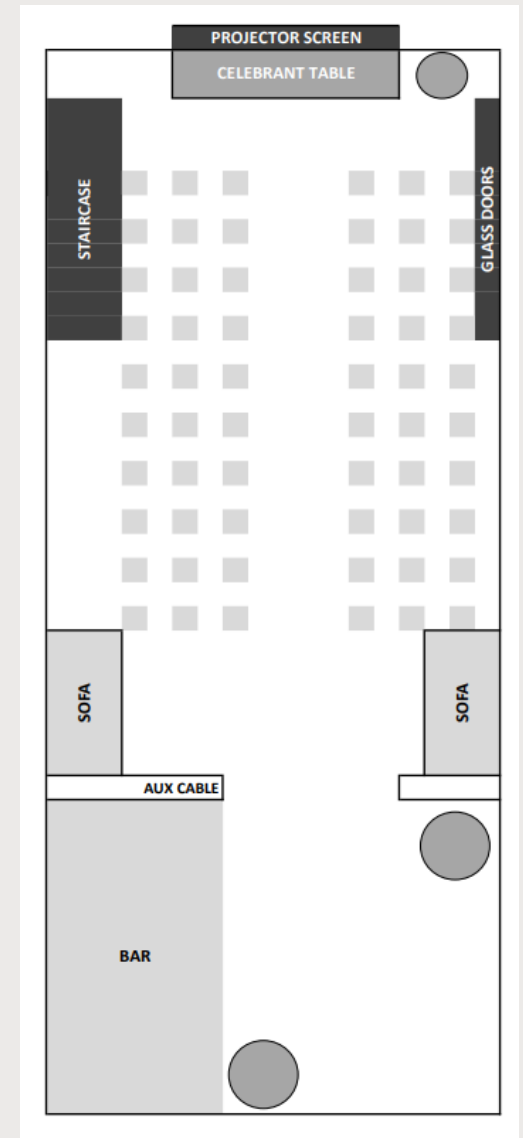 PROJECTOR SCREEN
CELEBRANT TABLE
STAIRCASE
GLASS DOORS
SOFA
SOFA
AUX CABLE
BAR